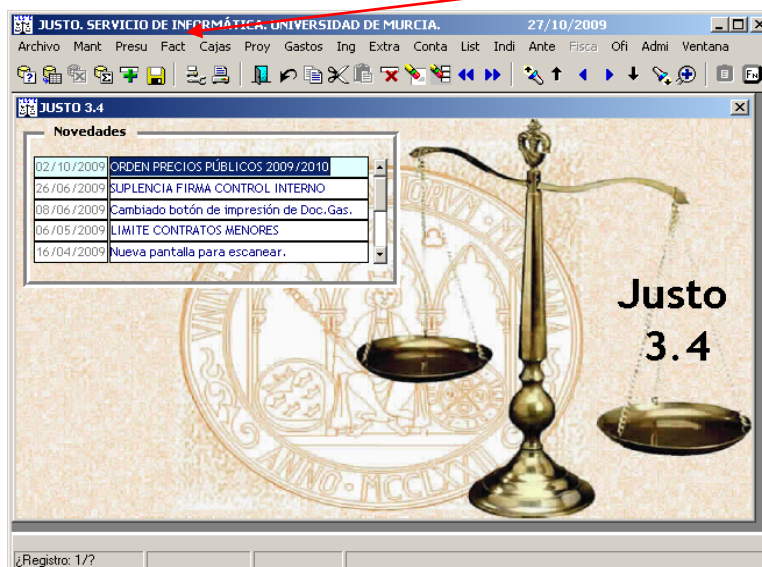 JUSTO. SERVICIO DE INFORMÁTICA. UNIVERSIDAD DE MURCIA. 27/10/2009
Archivo Mant Presu Fact Cajas Proy Gastos Ing Extra Conta List Indi Ante Fisca Ofi Admi Ventana
JUSTO 3.4
Novedades
02/10/2009 ORDEN PRECIOS PÚBLICOS 2009/2010
26/06/2009 SUPLENCIA FIRMA CONTROL INTERNO
08/06/2009 Cambiado botón de impresión de Doc.Gas.
06/05/2009 LIMITE CONTRATOS MENORES
16/04/2009 Nueva pantalla para escanear.
Justo
3.4
ANNO · MCCLXXII
¿Registro: 1/?